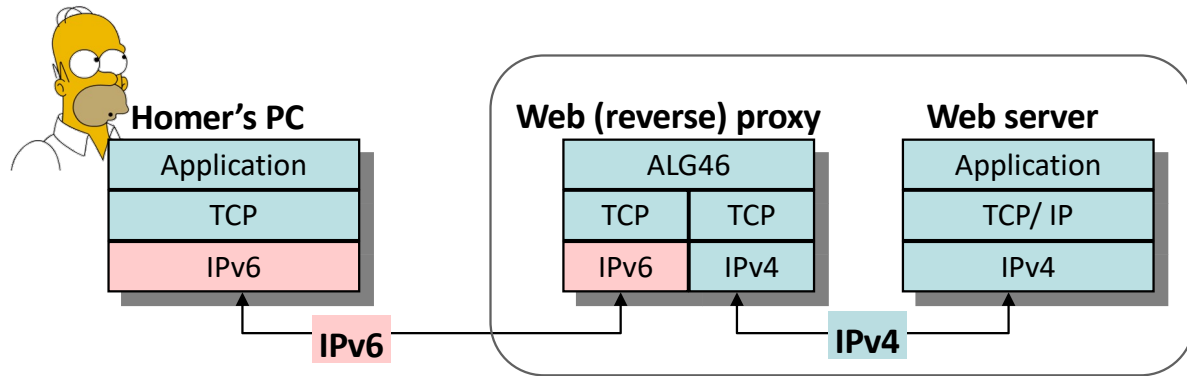 Homer's PC
Application
TCP
IPv6
Web (reverse) proxy
ALG46
TCP TCP
IPv6 IPv4
Web server
Application
TCP/ IP
IPv4
IPv6
IPv4